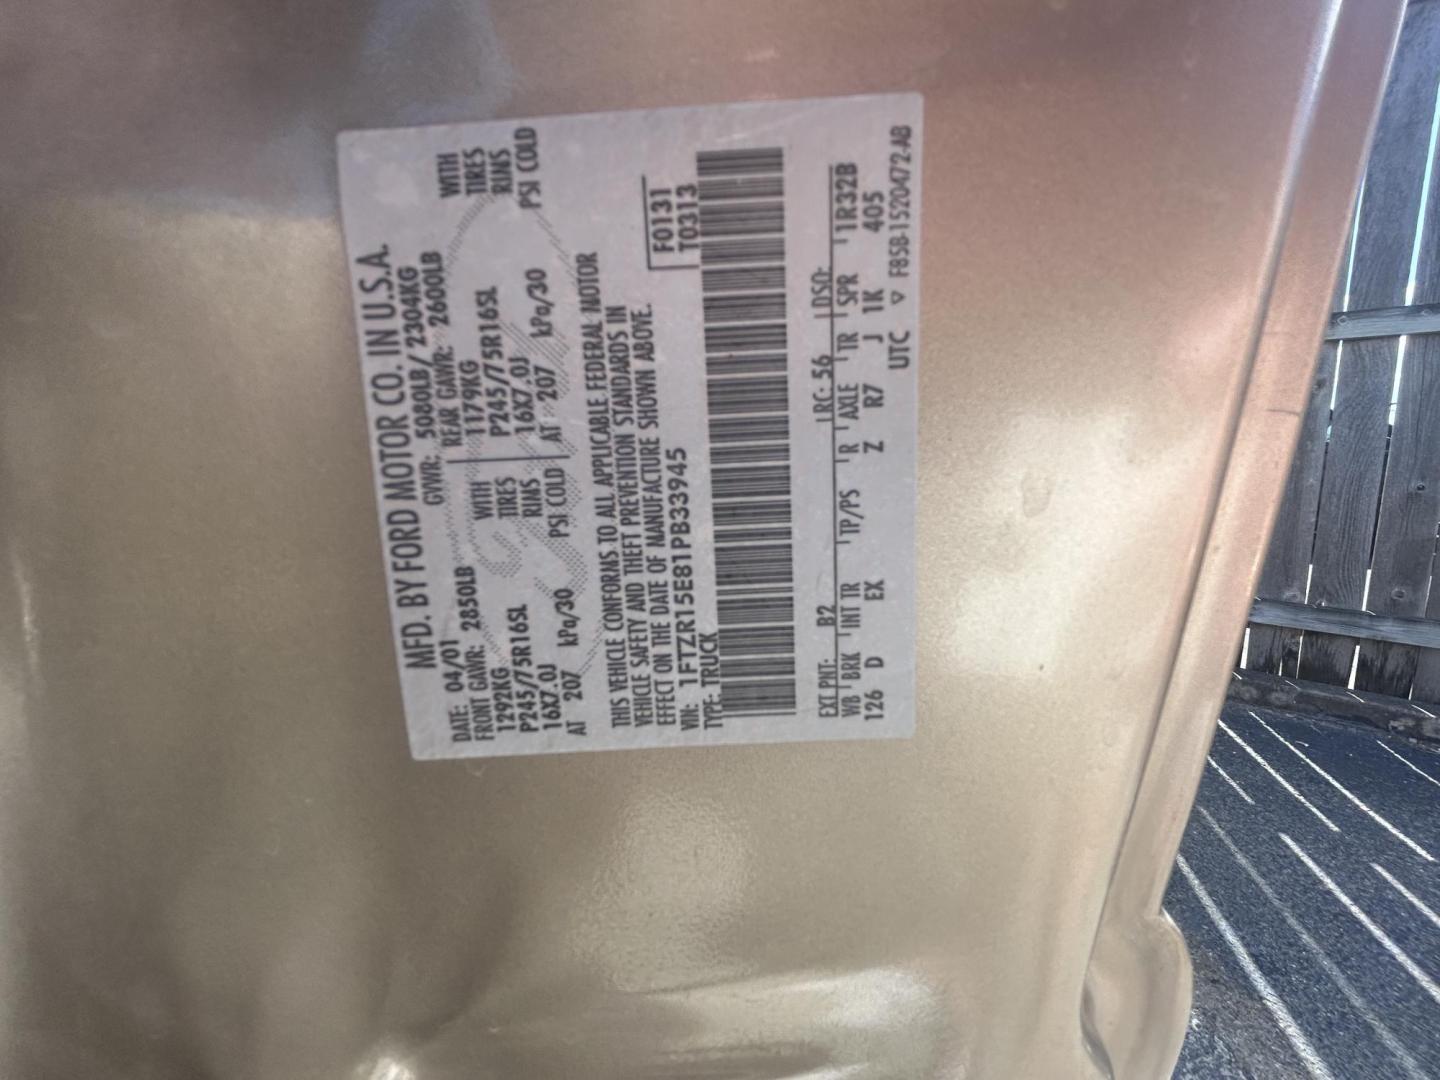 MFD. BY FORD MOTOR CO. IN U.S.A.
DATE: 04/01 GVWR: 5080LB/ 2304KG
FRONT GAWR: 2850LB REAR GAWR: 2600LB
1292KG WITH 1179KG WITH
P245/75R16SL TIRES P245/75R16SL TIRES
16X7.0J RIMS 16X7.0J RIMS
AT 207 kPa/30 PSI COLD AT 207 kPa/30 PSI COLD
THIS VEHICLE CONFORMS TO ALL APPLICABLE FEDERAL MOTOR
VEHICLE SAFETY AND THEFT PREVENTION STANDARDS IN
EFFECT ON THE DATE OF MANUFACTURE SHOWN ABOVE.
F0131
VIN: 1FTZR15E81PB33945 T0313
TYPE: TRUCK
EXT PNT: B2 RC: 56 DSO:
WB BRK INT TR TP/PS R AXLE TR SPR 1R32B
126 D EX Z R7 J 1K 405
UTC ▽ F85B-1520472-AB